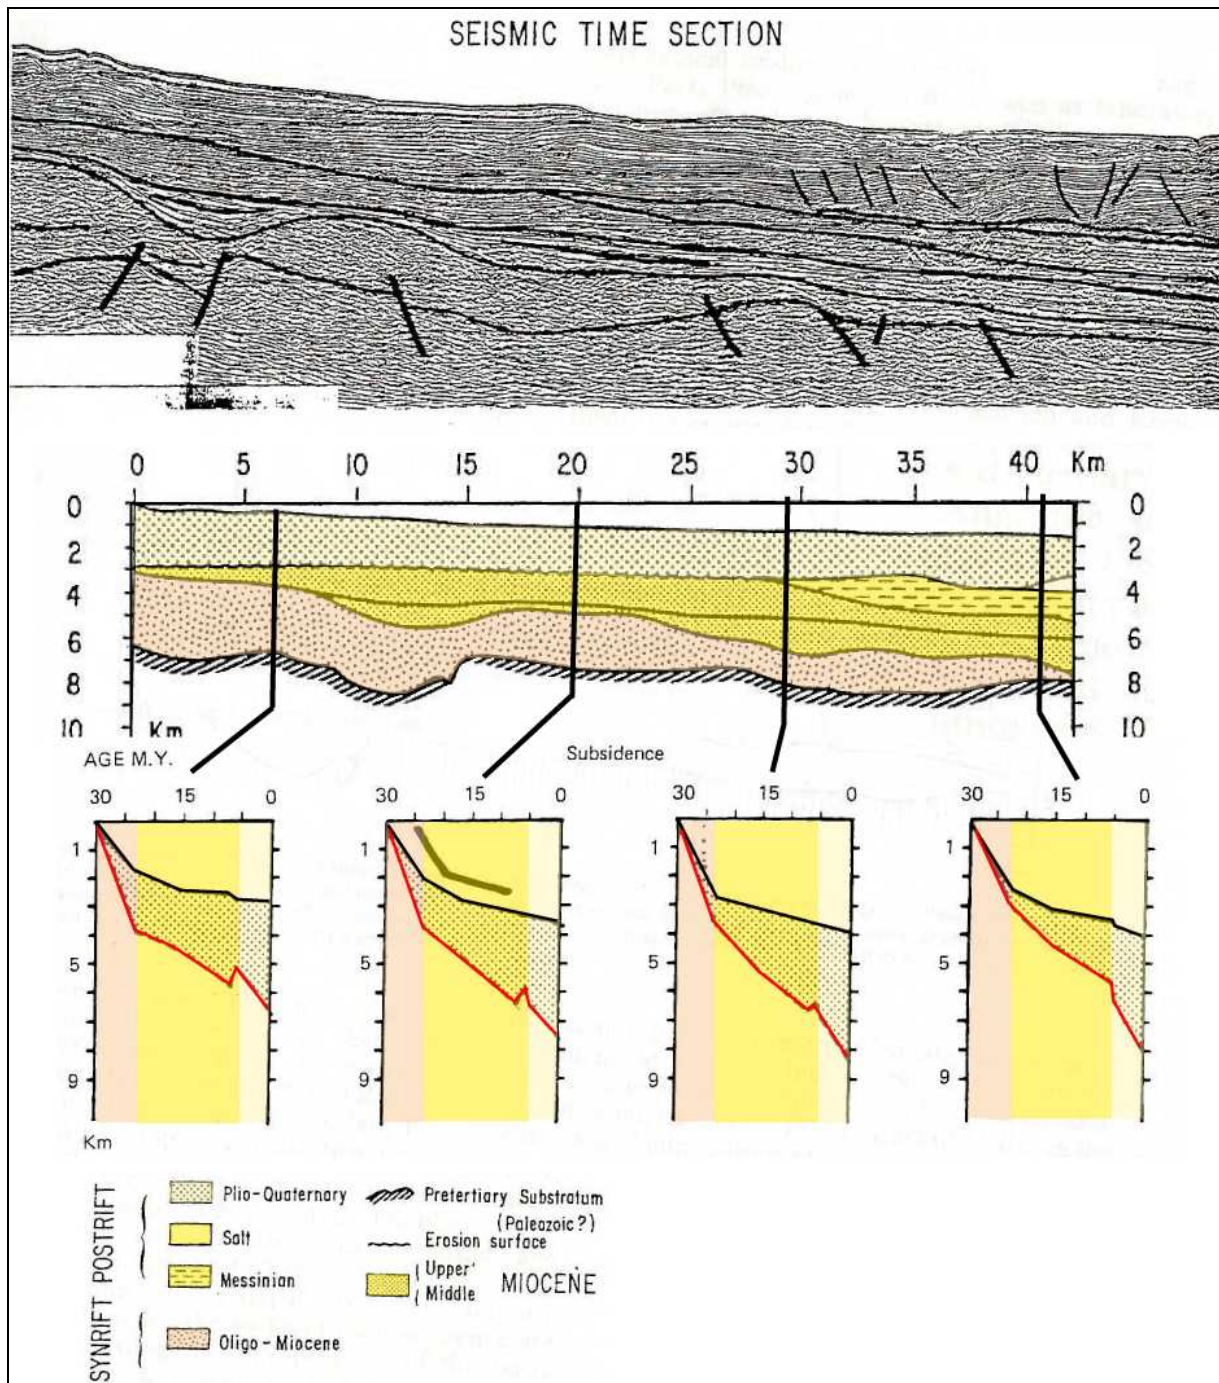 SEISMIC TIME SECTION
0 5 10 15 20 25 30 35 40 Km
0 0
2 2
4 4
6 6
8 8
10 Km 10
AGE M.Y. Subsidence
30 15 0 30 15 0 30 15 0 30 15 0
1 1 1 1
5 5 5 5
9 9 9 9
Km
SYNRIFT POSTRIFT
Plio-Quaternary
Salt
Messinian
Oligo-Miocene
Pretertiary Substratum
(Paleozoic?)
Erosion surface
Upper
Middle MIOCENE